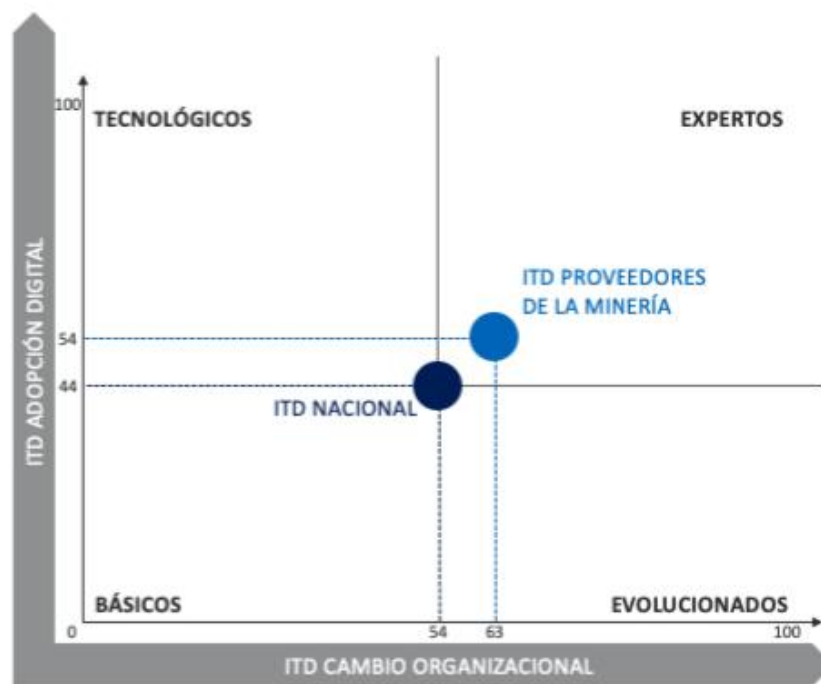 100
TECNOLÓGICOS
EXPERTOS
ITD PROVEEDORES
DE LA MINERÍA
ITD ADOPCIÓN DIGITAL
54
44
ITD NACIONAL
BÁSICOS
EVOLUCIONADOS
0
54
63
100
ITD CAMBIO ORGANIZACIONAL